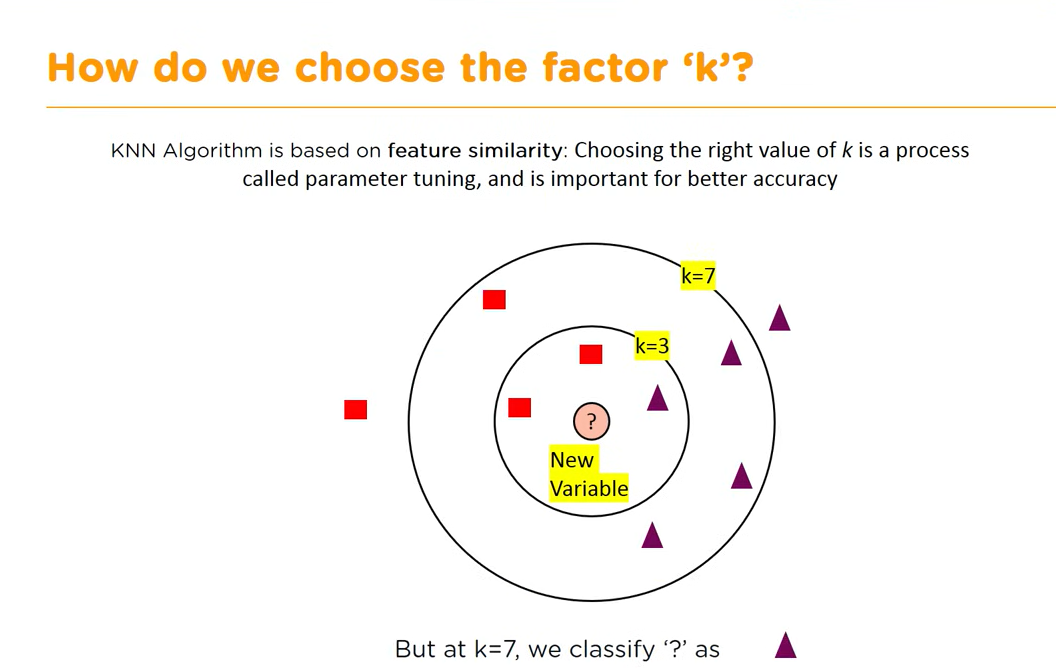 How do we choose the factor ‘k’?
KNN Algorithm is based on feature similarity: Choosing the right value of k is a process
called parameter tuning, and is important for better accuracy
k=7
k=3
?
New
Variable
But at k=7, we classify ‘?’ as